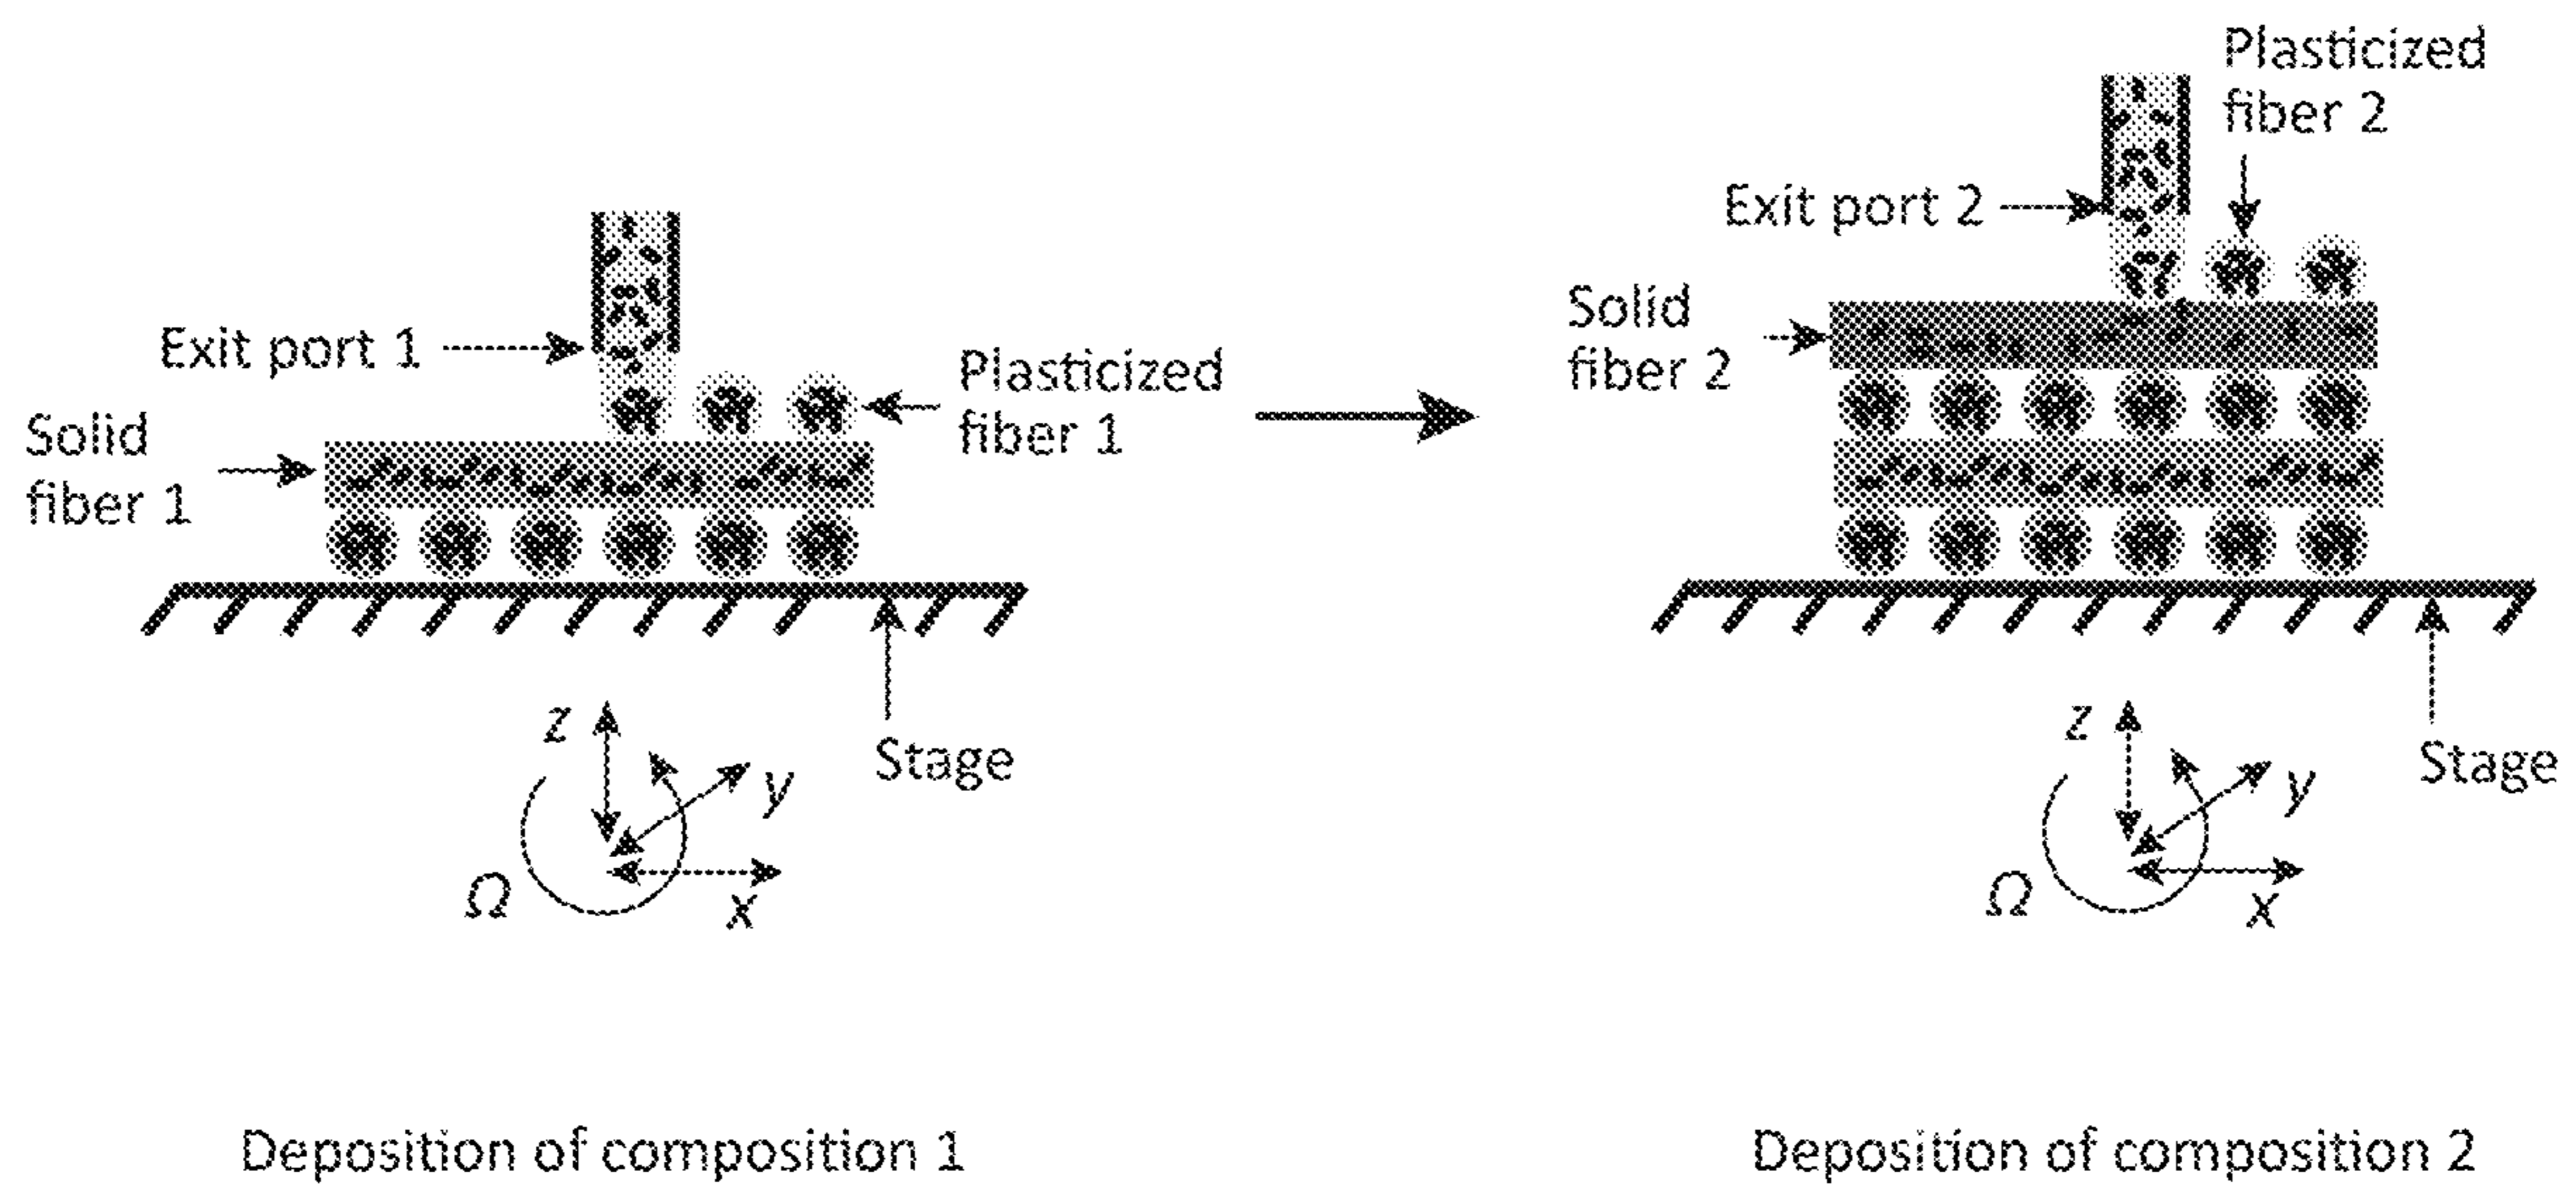 Exit port 1
Solid
fiber 1
Plasticized
fiber 1
Stage
z
y
x
Ω
Deposition of composition 1
Plasticized
fiber 2
Exit port 2
Solid
fiber 2
Stage
z
y
x
Ω
Deposition of composition 2